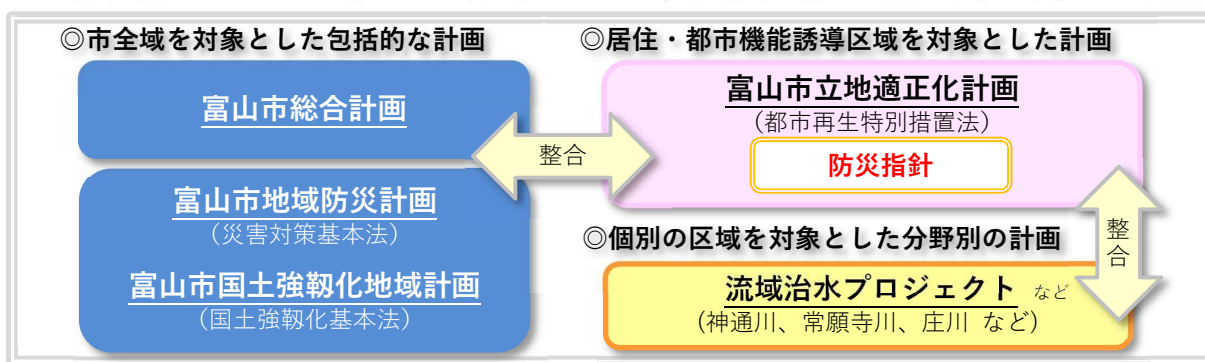 ◎市全域を対象とした包括的な計画
富山市総合計画
富山市地域防災計画
（災害対策基本法）
富山市国土強靱化地域計画
（国土強靱化基本法）
整合
◎居住・都市機能誘導区域を対象とした計画
富山市立地適正化計画
（都市再生特別措置法）
防災指針
整合
◎個別の区域を対象とした分野別の計画
流域治水プロジェクト など
（神通川、常願寺川、庄川 など）